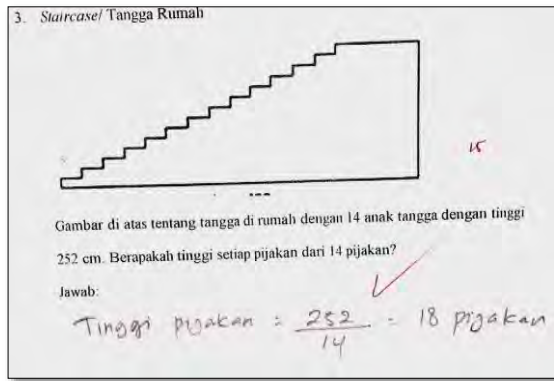 3. Staircase/ Tangga Rumah
15
Gambar di atas tentang tangga di rumah dengan 14 anak tangga dengan tinggi
252 cm. Berapakah tinggi setiap pijakan dari 14 pijakan?
Jawab:
Tinggi pijakan = 252/14 = 18 pijakan